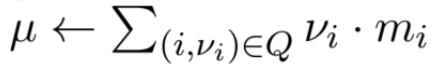 μ ← ∑_{(i,ν_i)∈Q} ν_i · m_i